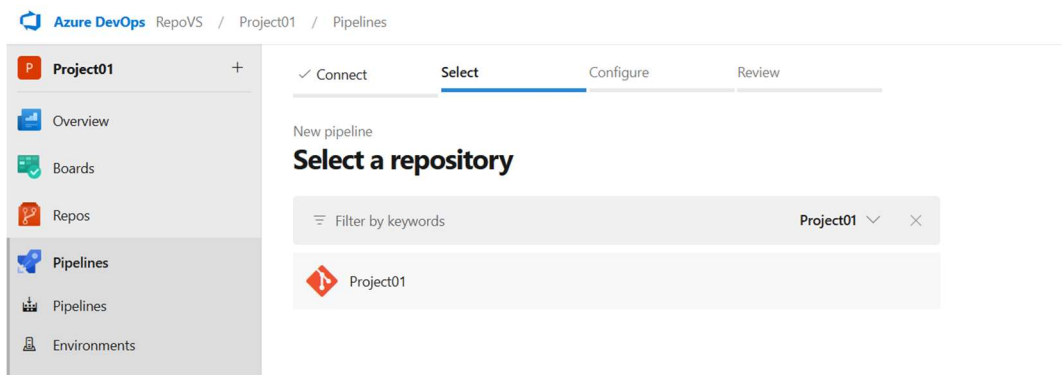 Azure DevOps RepoVS / Project01 / Pipelines
P Project01 +
Connect Select Configure Review
Overview
New pipeline
Select a repository
Boards
Repos
Filter by keywords Project01
Pipelines
Project01
Pipelines
Environments